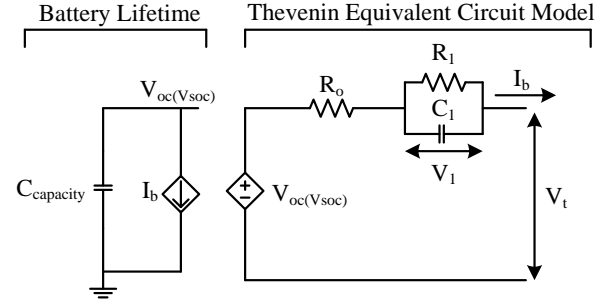 Battery Lifetime
Thevenin Equivalent Circuit Model
Voc(Vsoc)
Ccapacity
Ib
Ro
R1
C1
V1
Ib
+
-
Voc(Vsoc)
Vt